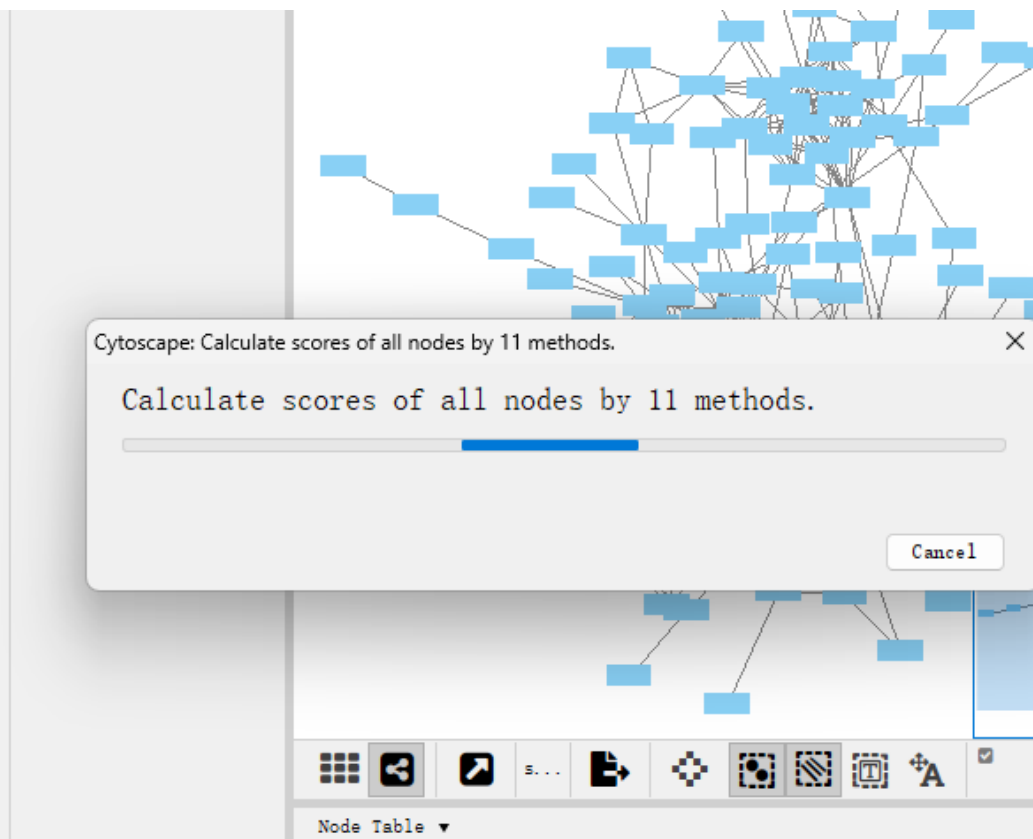 Cytoscape: Calculate scores of all nodes by 11 methods.
Calculate scores of all nodes by 11 methods.
Cancel
s...
T
A
Node Table ▼